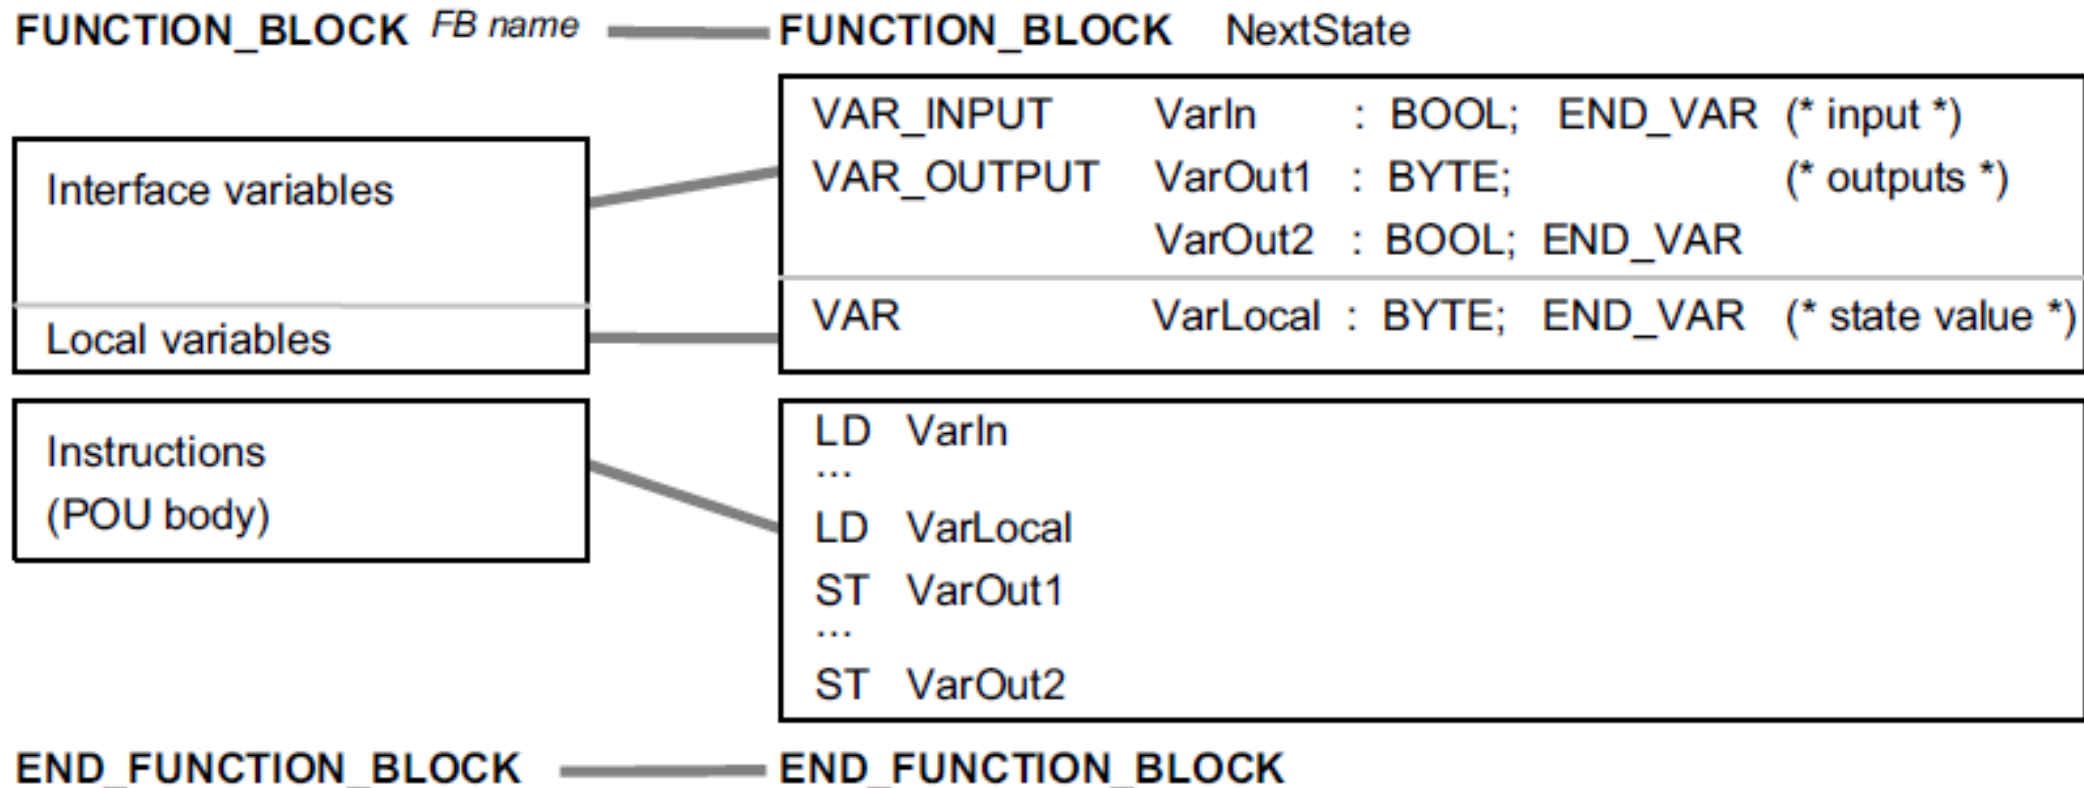 FUNCTION_BLOCK FB name FUNCTION_BLOCK NextState
Interface variables
Local variables
VAR_INPUT VarIn : BOOL; END_VAR (* input *)
VAR_OUTPUT VarOut1 : BYTE; (* outputs *)
VarOut2 : BOOL; END_VAR
VAR VarLocal : BYTE; END_VAR (* state value *)
Instructions
(POU body)
LD VarIn
...
LD VarLocal
ST VarOut1
...
ST VarOut2
END_FUNCTION_BLOCK END_FUNCTION_BLOCK